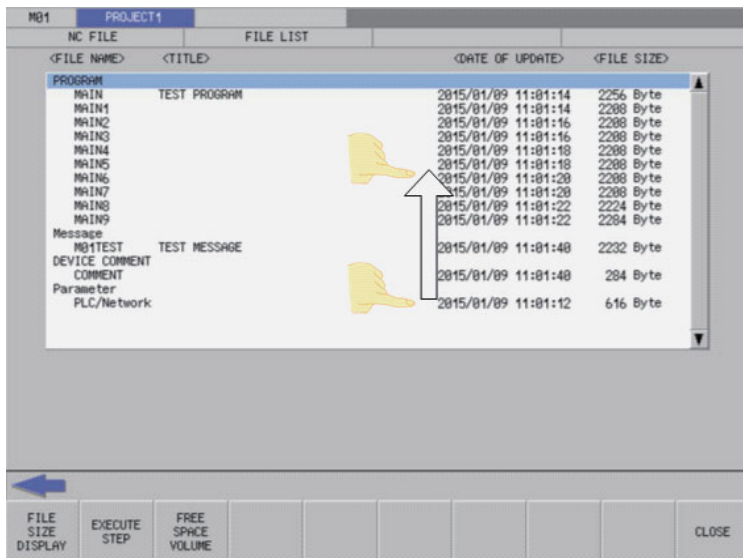 M01 PROJECT1
NC FILE FILE LIST
<FILE NAME> <TITLE> <DATE OF UPDATE> <FILE SIZE>
PROGRAM
MAIN TEST PROGRAM 2015/01/09 11:01:14 2256 Byte
MAIN1 2015/01/09 11:01:14 2208 Byte
MAIN2 2015/01/09 11:01:16 2208 Byte
MAIN3 2015/01/09 11:01:16 2208 Byte
MAIN4 2015/01/09 11:01:18 2208 Byte
MAIN5 2015/01/09 11:01:18 2208 Byte
MAIN6 2015/01/09 11:01:20 2208 Byte
MAIN7 2015/01/09 11:01:20 2208 Byte
MAIN8 2015/01/09 11:01:22 2224 Byte
MAIN9 2015/01/09 11:01:22 2284 Byte
Message
M01TEST TEST MESSAGE 2015/01/09 11:01:40 2232 Byte
DEVICE COMMENT
COMMENT 2015/01/09 11:01:40 284 Byte
Parameter
PLC/Network 2015/01/09 11:01:12 616 Byte
FILE SIZE DISPLAY
EXECUTE STEP
FREE SPACE VOLUME
CLOSE